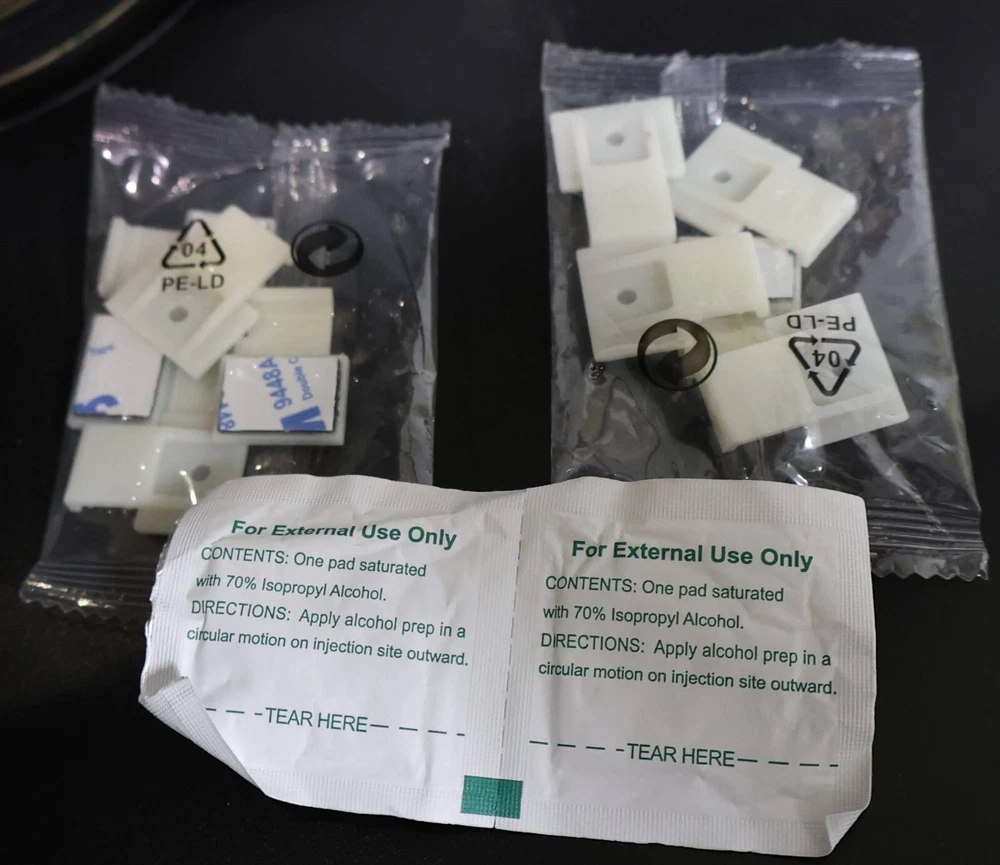 04
PE-LD
9448A
Double C
PE-LD
04
For External Use Only
CONTENTS: One pad saturated
with 70% Isopropyl Alcohol.
DIRECTIONS: Apply alcohol prep in a
circular motion on injection site outward.
TEAR HERE
For External Use Only
CONTENTS: One pad saturated
with 70% Isopropyl Alcohol.
DIRECTIONS: Apply alcohol prep in a
circular motion on injection site outward.
TEAR HERE